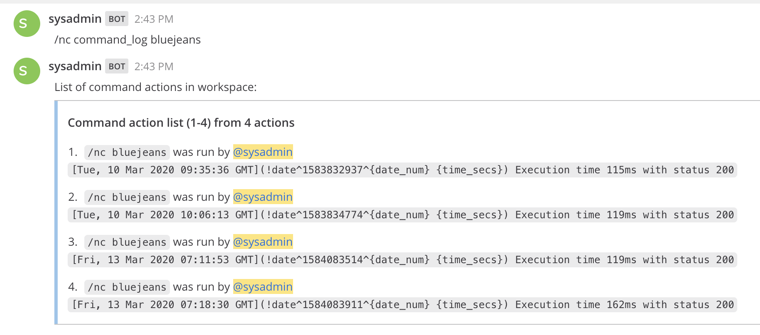 S sysadmin BOT 2:43 PM
/nc command_log bluejeans
S sysadmin BOT 2:43 PM
List of command actions in workspace:
Command action list (1-4) from 4 actions
1. /nc bluejeans was run by @sysadmin
[Tue, 10 Mar 2020 09:35:36 GMT](!date^1583832937^{date_num} {time_secs}) Execution time 115ms with status 200
2. /nc bluejeans was run by @sysadmin
[Tue, 10 Mar 2020 10:06:13 GMT](!date^1583834774^{date_num} {time_secs}) Execution time 119ms with status 200
3. /nc bluejeans was run by @sysadmin
[Fri, 13 Mar 2020 07:11:53 GMT](!date^1584083514^{date_num} {time_secs}) Execution time 119ms with status 200
4. /nc bluejeans was run by @sysadmin
[Fri, 13 Mar 2020 07:18:30 GMT](!date^1584083911^{date_num} {time_secs}) Execution time 162ms with status 200